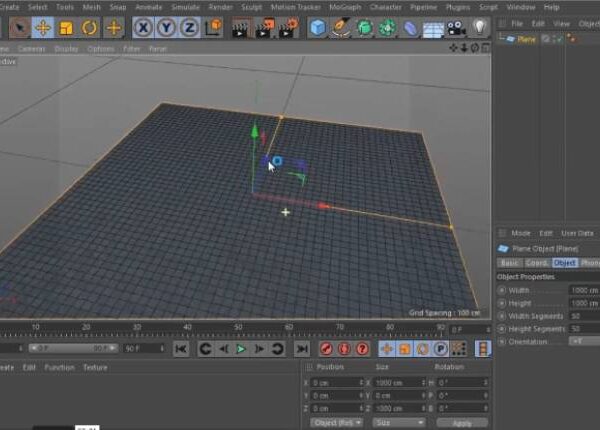 Create Select Tools Mesh Snap Animate Simulate Render Sculpt Motion Tracker MoGraph Character Pipeline Plugins Script Window Help
X Y Z
File Edit View Object
View Cameras Display Options Filter Panel
Plane
Grid Spacing : 100 cm
Mode Edit User Data
Plane Object [Plane]
Basic Coord. Object Phong
Object Properties
Width 1000 cm
Height 1000 cm
Width Segments 50
Height Segments 50
Orientation +Y
10 20 30 40 50 60 70 80 90 0 F
0 F 90 F 90 F
P
Create Edit Function Texture
Position Size Rotation
X 0 cm X 1000 cm H 0 °
Y 0 cm Y 0 cm P 0 °
Z 0 cm Z 1000 cm B 0 °
Object (Rel) Size Apply